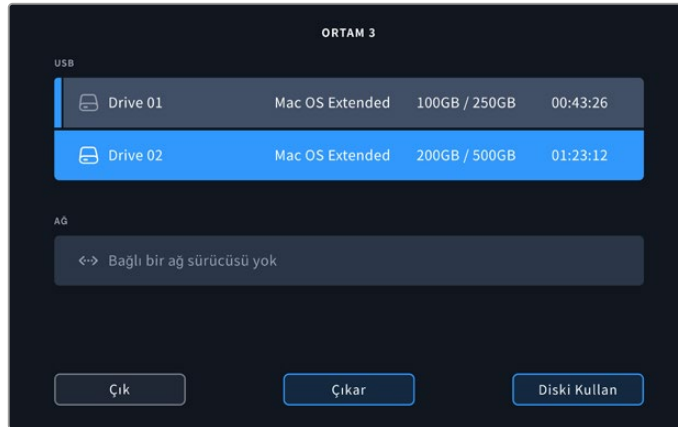 ORTAM 3
USB
Drive 01 Mac OS Extended 100GB / 250GB 00:43:26
Drive 02 Mac OS Extended 200GB / 500GB 01:23:12
AĞ
Bağlı bir ağ sürücüsü yok
Çık Çıkar Diski Kullan